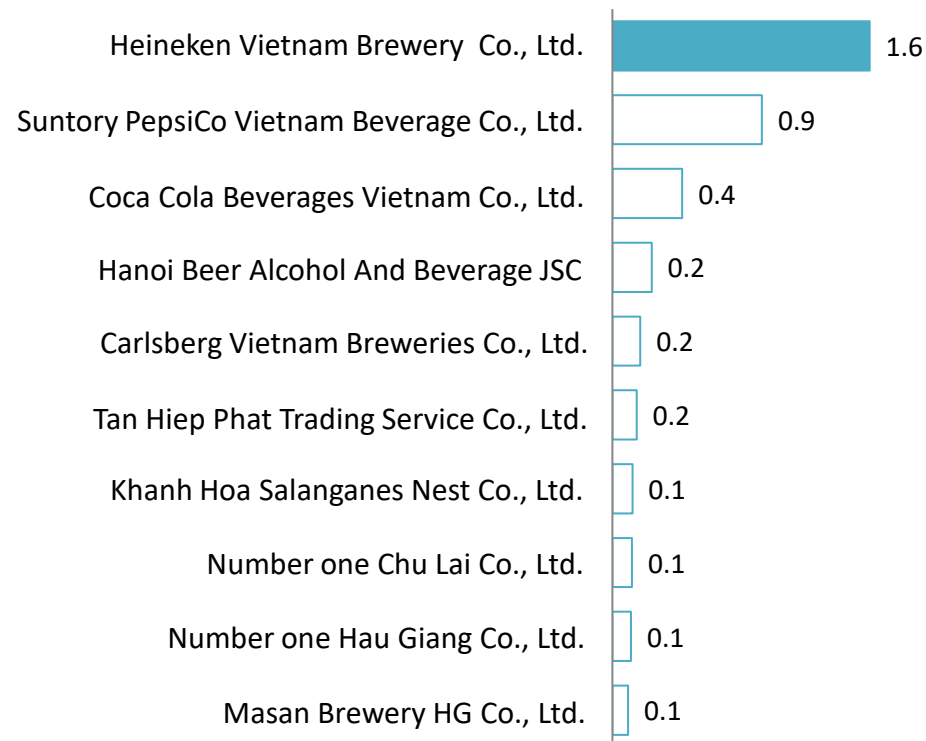 Heineken Vietnam Brewery  Co., Ltd. 1.6
Suntory PepsiCo Vietnam Beverage Co., Ltd. 0.9
Coca Cola Beverages Vietnam Co., Ltd. 0.4
Hanoi Beer Alcohol And Beverage JSC 0.2
Carlsberg Vietnam Breweries Co., Ltd. 0.2
Tan Hiep Phat Trading Service Co., Ltd. 0.2
Khanh Hoa Salanganes Nest Co., Ltd. 0.1
Number one Chu Lai Co., Ltd. 0.1
Number one Hau Giang Co., Ltd. 0.1
Masan Brewery HG Co., Ltd. 0.1